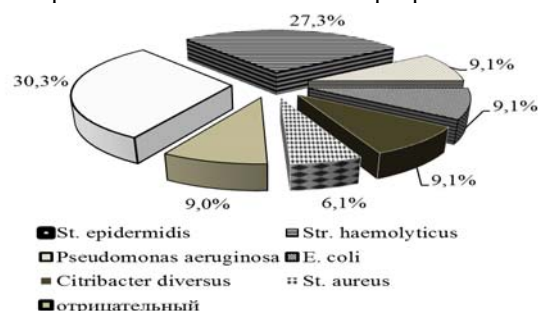 27,3%
9,1%
30,3%
9,1%
9,1%
9,0%
6,1%
St. epidermidis Str. haemolyticus
Pseudomonas aeruginosa E. coli
Citribacter diversus St. aureus
отрицательный